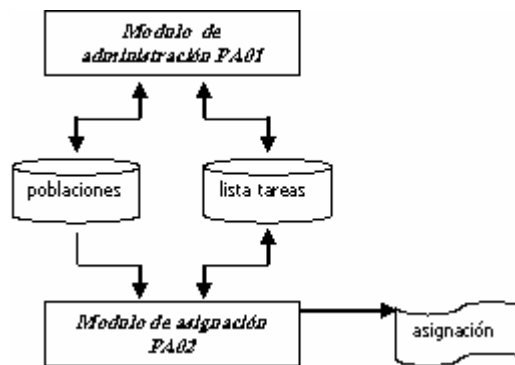 Modulo de
administración PA01
poblaciones
lista tareas
Modulo de asignación
PA02
asignación